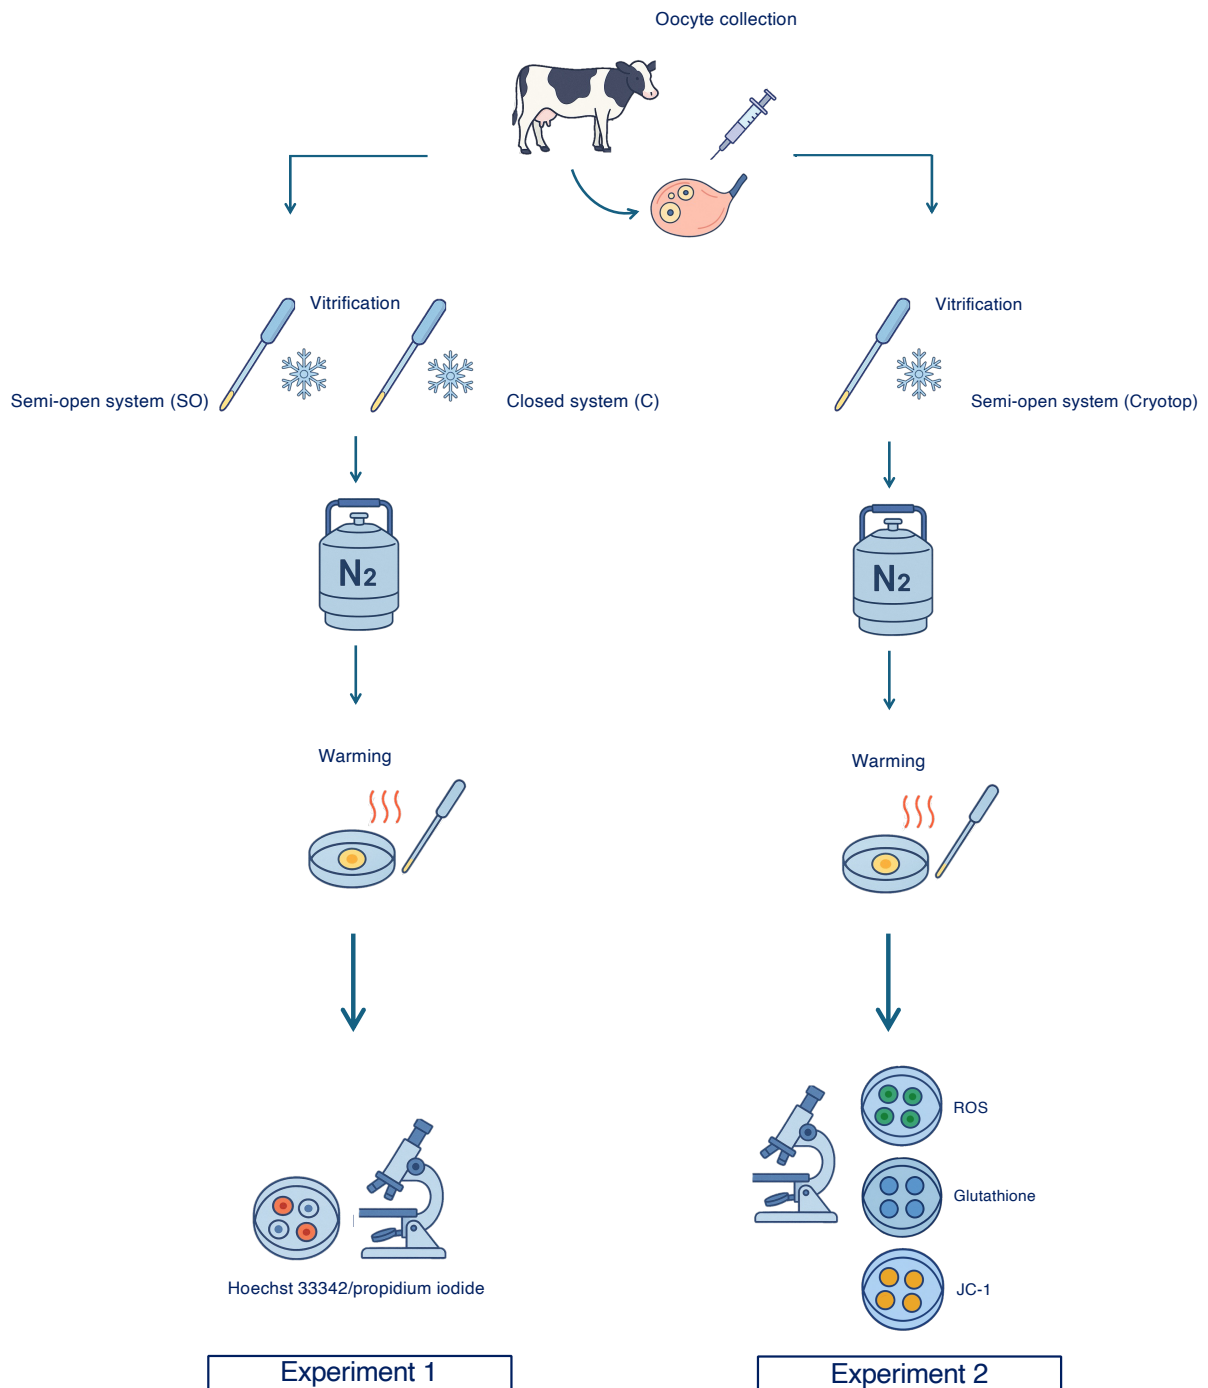 Oocyte collection
Vitrification
Vitrification
Semi-open system (SO)
Closed system (C)
Semi-open system (Cryotop)
N2
N2
Warming
Warming
ROS
Glutathione
JC-1
Hoechst 33342/propidium iodide
Experiment 1
Experiment 2